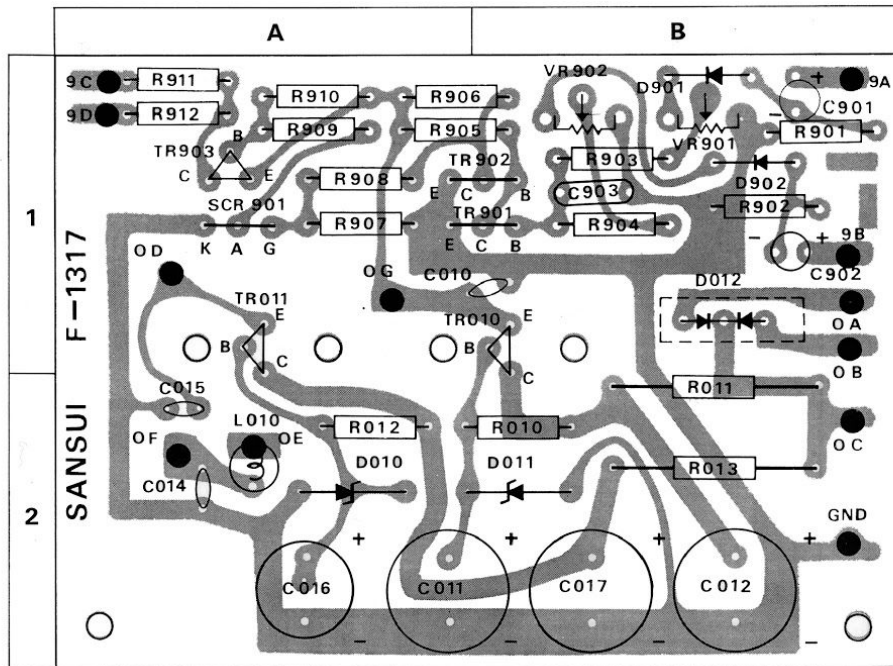 A B
9C R911 VR902 D901 + 9A
9D R912 R910 R906 - C901
B R909 R905 VR901 R901
TR903 C E R908 TR902 R903 D902
E C B C903 R902
SCR901 R907 TR901 R904 - + 9B
K A G E C B C902
1
OD OG C010 D012
F-1317 TR011 E TR010 E OA
B C B C OB
C015 R011
L010 R012 R010 OC
OF OE
D010 D011 R013
C014
2
SANSUI GND
+ + + +
C016 C011 C017 C012
- - - -